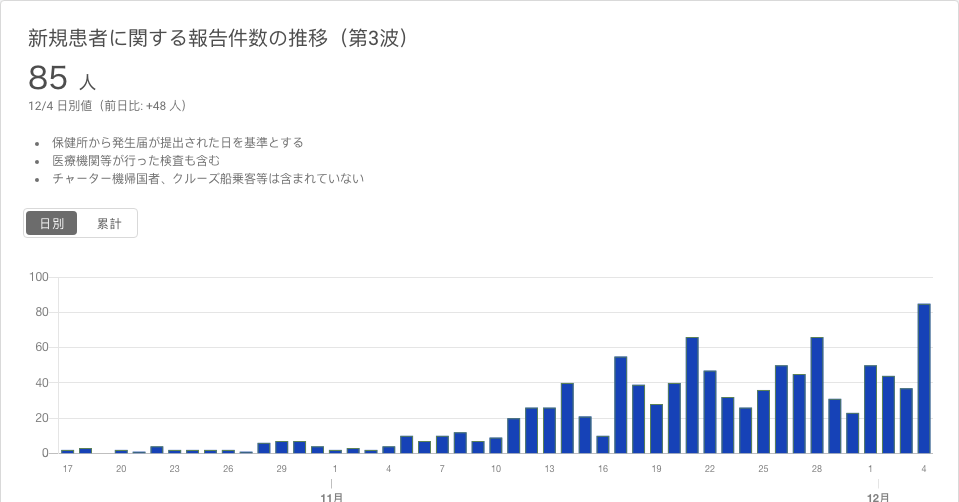 新規患者に関する報告件数の推移（第3波）
85 人
12/4 日別値（前日比: +48 人）
保健所から発生届が提出された日を基準とする
医療機関等が行った検査も含む
チャーター機帰国者、クルーズ船乗客等は含まれていない
日別 累計
100
80
60
40
20
0
17 20 23 26 29 1 4 7 10 13 16 19 22 25 28 1 4
11月 12月